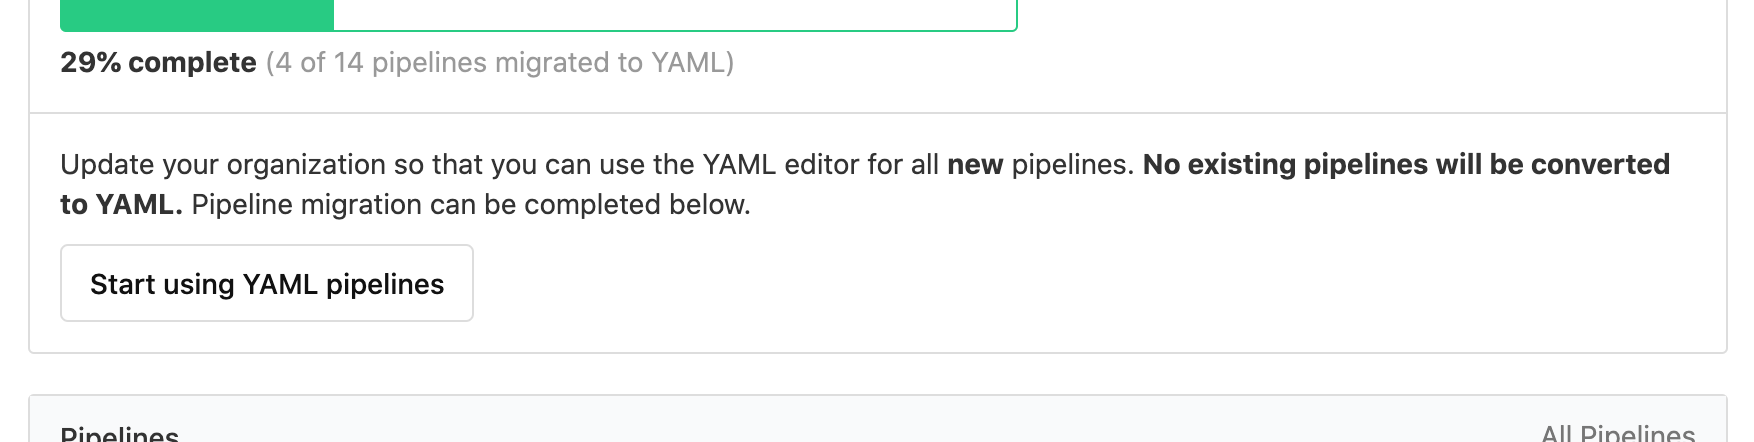 29% complete (4 of 14 pipelines migrated to YAML)
Update your organization so that you can use the YAML editor for all new pipelines. No existing pipelines will be converted
to YAML. Pipeline migration can be completed below.
Start using YAML pipelines
Pipelines All Pipelines